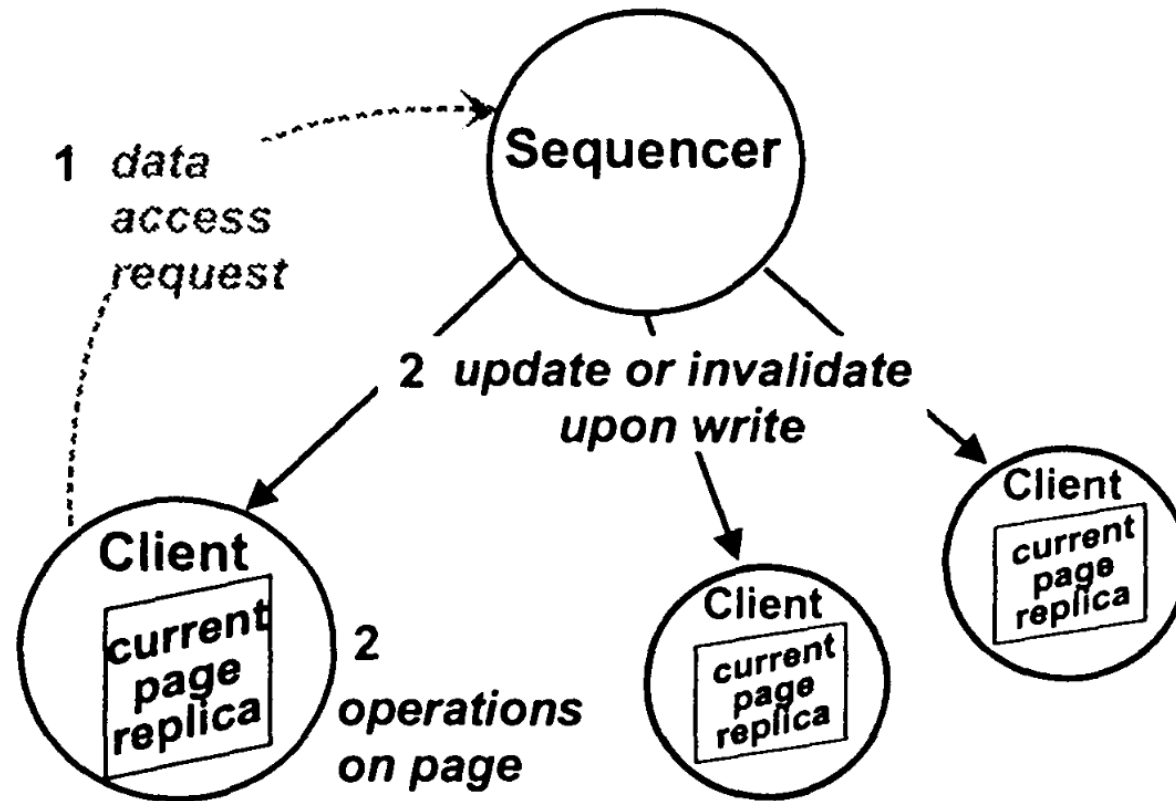 Sequencer
1 data
access
request
2 update or invalidate
upon write
Client
current
page
replica
2
operations
on page
Client
current
page
replica
Client
current
page
replica